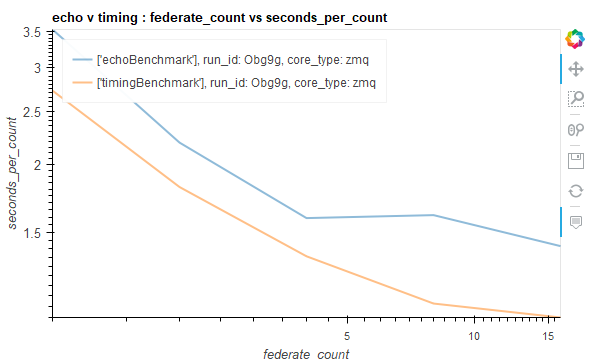 echo v timing : federate_count vs seconds_per_count
['echoBenchmark'], run_id: Obg9g, core_type: zmq
['timingBenchmark'], run_id: Obg9g, core_type: zmq
seconds_per_count
3.5
3
2.5
2
1.5
5
10
15
federate_count